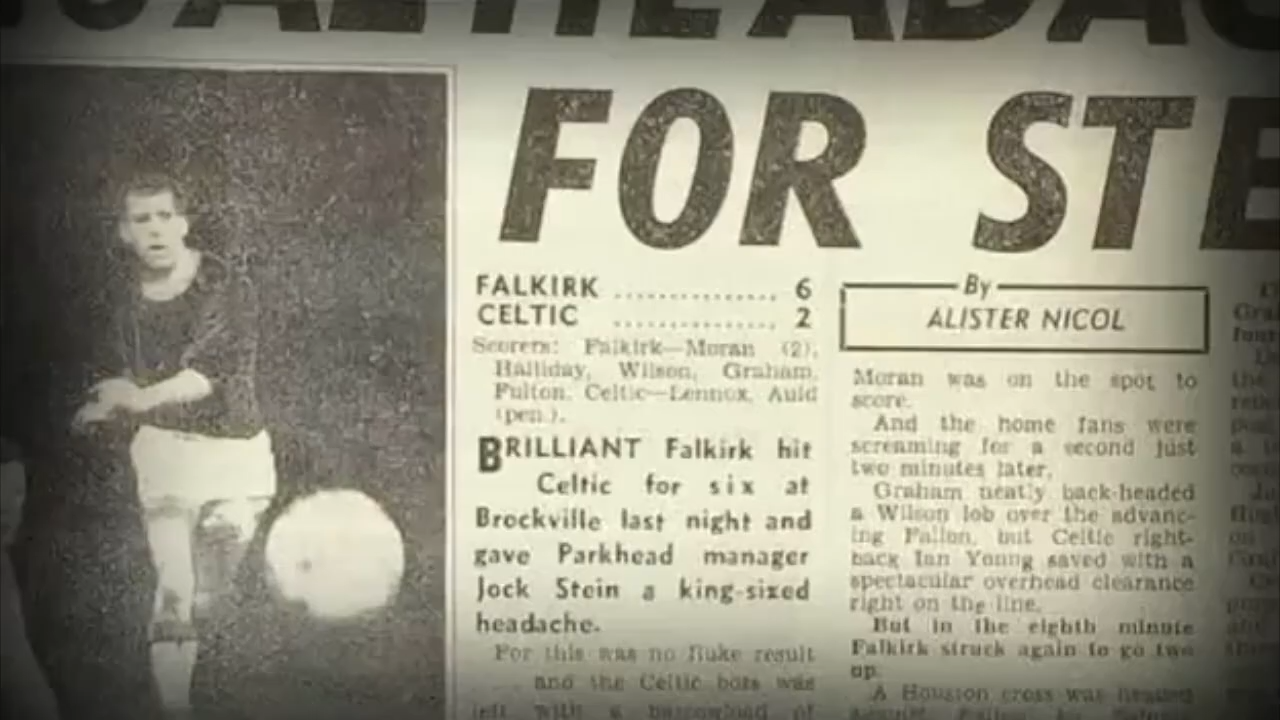 FOR STE
FALKIRK .............. 6
CELTIC .............. 2
Scorers: Falkirk—Moran (2),
Halliday, Wilson, Graham,
Fulton. Celtic—Lennox, Auld
(pen.).
BRILLIANT Falkirk hit
Celtic for six at
Brockville last night and
gave Parkhead manager
Jock Stein a king-sized
headache.
For this was no fluke result
and the Celtic boss was
left with a barrowload of
By
ALISTER NICOL
Moran was on the spot to
score.
And the home fans were
screaming for a second just
two minutes later.
Graham neatly back-headed
a Wilson lob over the advanc-
ing Fallon, but Celtic right-
back Ian Young saved with a
spectacular overhead clearance
right on the line.
But in the eighth minute
Falkirk struck again to go two
up.
A Houston cross was headed